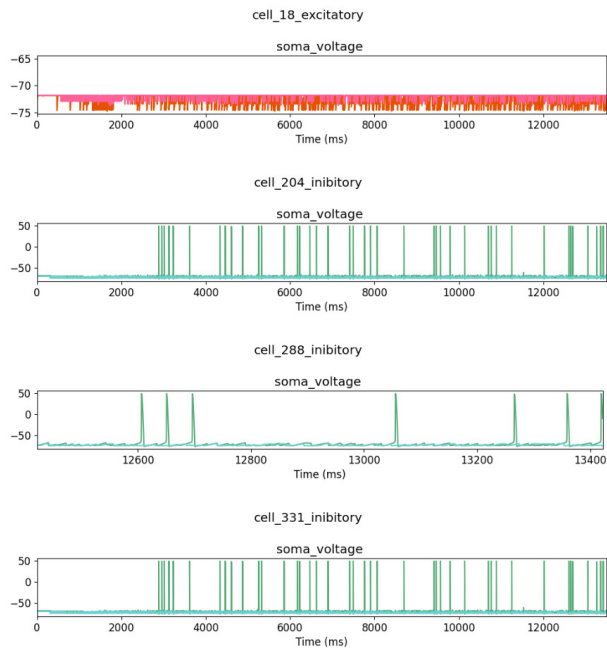 cell_18_excitatory
soma_voltage
−65
−70
−75
0 2000 4000 6000 8000 10000 12000
Time (ms)
cell_204_inibitory
soma_voltage
50
0
−50
0 2000 4000 6000 8000 10000 12000
Time (ms)
cell_288_inibitory
soma_voltage
50
0
−50
12600 12800 13000 13200 13400
Time (ms)
cell_331_inibitory
soma_voltage
50
0
−50
0 2000 4000 6000 8000 10000 12000
Time (ms)